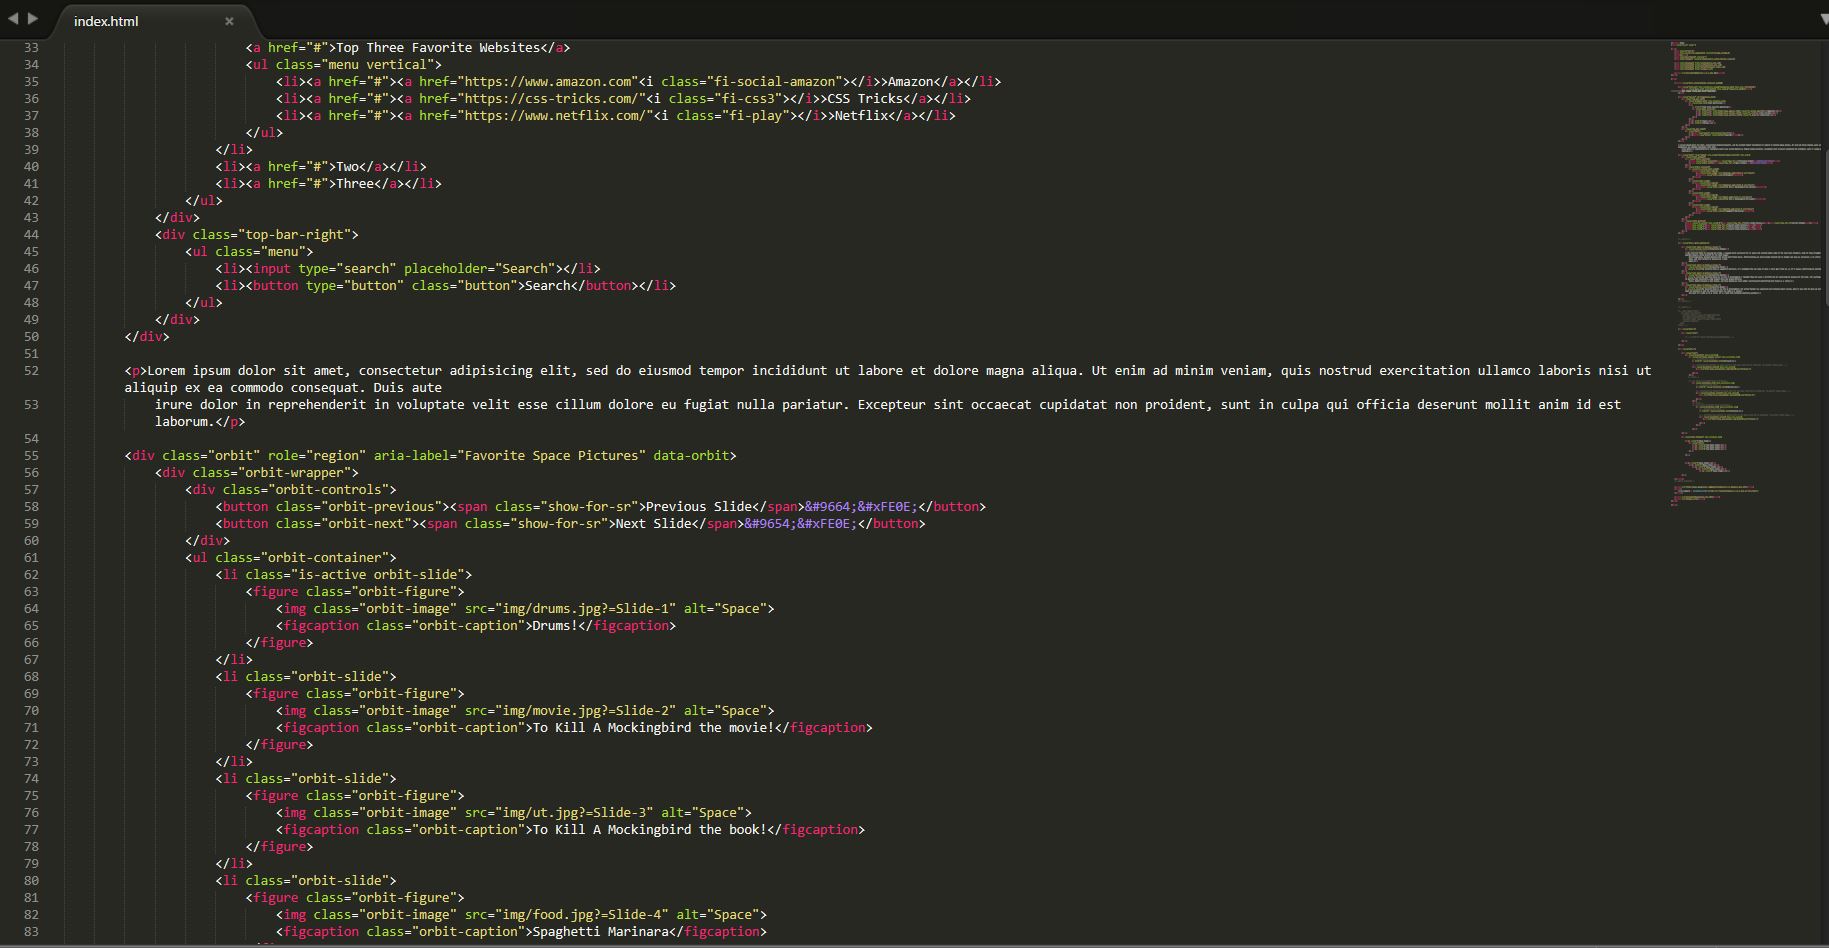 index.html
33 <a href="#">Top Three Favorite Websites</a>
34 <ul class="menu vertical">
35 <li><a href="#"><a href="https://www.amazon.com"<i class="fi-social-amazon"></i>>Amazon</a></li>
36 <li><a href="#"><a href="https://css-tricks.com/"<i class="fi-css3"></i>>CSS Tricks</a></li>
37 <li><a href="#"><a href="https://www.netflix.com/"<i class="fi-play"></i>>Netflix</a></li>
38 </ul>
39 </li>
40 <li><a href="#">Two</a></li>
41 <li><a href="#">Three</a></li>
42 </ul>
43 </div>
44 <div class="top-bar-right">
45 <ul class="menu">
46 <li><input type="search" placeholder="Search"></li>
47 <li><button type="button" class="button">Search</button></li>
48 </ul>
49 </div>
50 </div>
51
52 <p>Lorem ipsum dolor sit amet, consectetur adipisicing elit, sed do eiusmod tempor incididunt ut labore et dolore magna aliqua. Ut enim ad minim veniam, quis nostrud exercitation ullamco laboris nisi ut
aliquip ex ea commodo consequat. Duis aute
53 irure dolor in reprehenderit in voluptate velit esse cillum dolore eu fugiat nulla pariatur. Excepteur sint occaecat cupidatat non proident, sunt in culpa qui officia deserunt mollit anim id est
laborum.</p>
54
55 <div class="orbit" role="region" aria-label="Favorite Space Pictures" data-orbit>
56 <div class="orbit-wrapper">
57 <div class="orbit-controls">
58 <button class="orbit-previous"><span class="show-for-sr">Previous Slide</span>&#9664;&#xFE0E;</button>
59 <button class="orbit-next"><span class="show-for-sr">Next Slide</span>&#9654;&#xFE0E;</button>
60 </div>
61 <ul class="orbit-container">
62 <li class="is-active orbit-slide">
63 <figure class="orbit-figure">
64 <img class="orbit-image" src="img/drums.jpg?=Slide-1" alt="Space">
65 <figcaption class="orbit-caption">Drums!</figcaption>
66 </figure>
67 </li>
68 <li class="orbit-slide">
69 <figure class="orbit-figure">
70 <img class="orbit-image" src="img/movie.jpg?=Slide-2" alt="Space">
71 <figcaption class="orbit-caption">To Kill A Mockingbird the movie!</figcaption>
72 </figure>
73 </li>
74 <li class="orbit-slide">
75 <figure class="orbit-figure">
76 <img class="orbit-image" src="img/ut.jpg?=Slide-3" alt="Space">
77 <figcaption class="orbit-caption">To Kill A Mockingbird the book!</figcaption>
78 </figure>
79 </li>
80 <li class="orbit-slide">
81 <figure class="orbit-figure">
82 <img class="orbit-image" src="img/food.jpg?=Slide-4" alt="Space">
83 <figcaption class="orbit-caption">Spaghetti Marinara</figcaption>